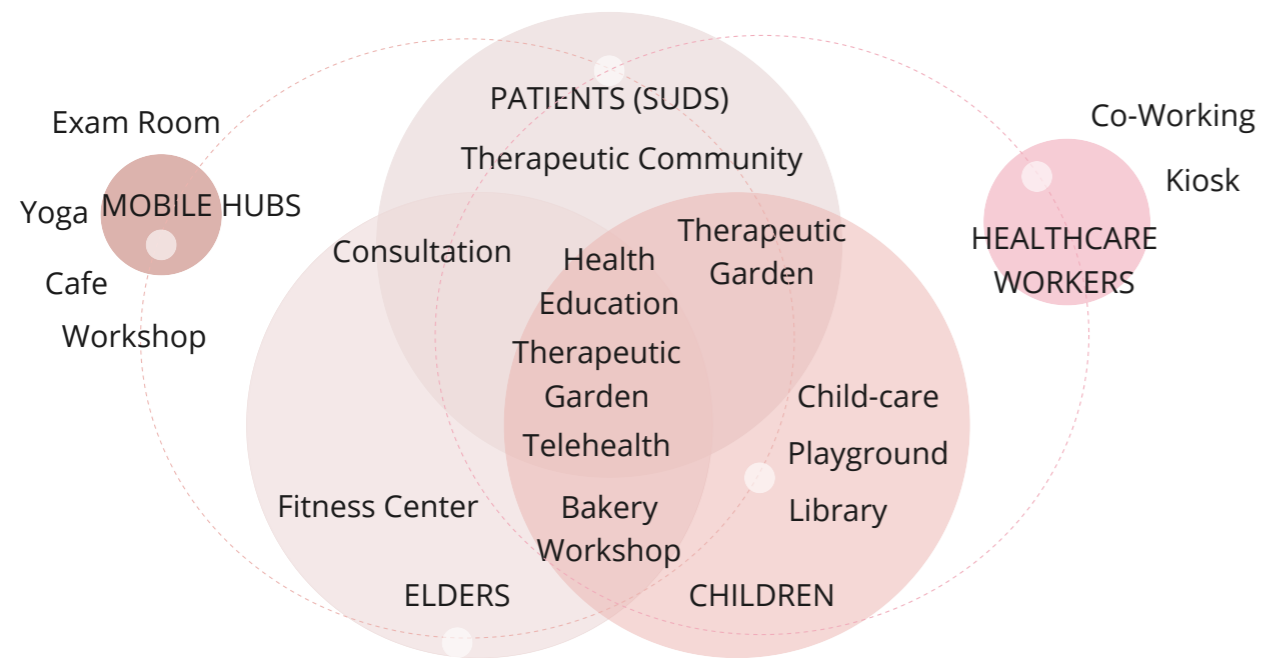 PATIENTS (SUDS)
Therapeutic Community
Exam Room
Yoga
MOBILE HUBS
Cafe
Workshop
Co-Working
Kiosk
HEALTHCARE
WORKERS
Consultation
Health
Education
Therapeutic
Garden
Therapeutic
Garden
Telehealth
Child-care
Playground
Library
Fitness Center
Bakery
Workshop
ELDERS
CHILDREN